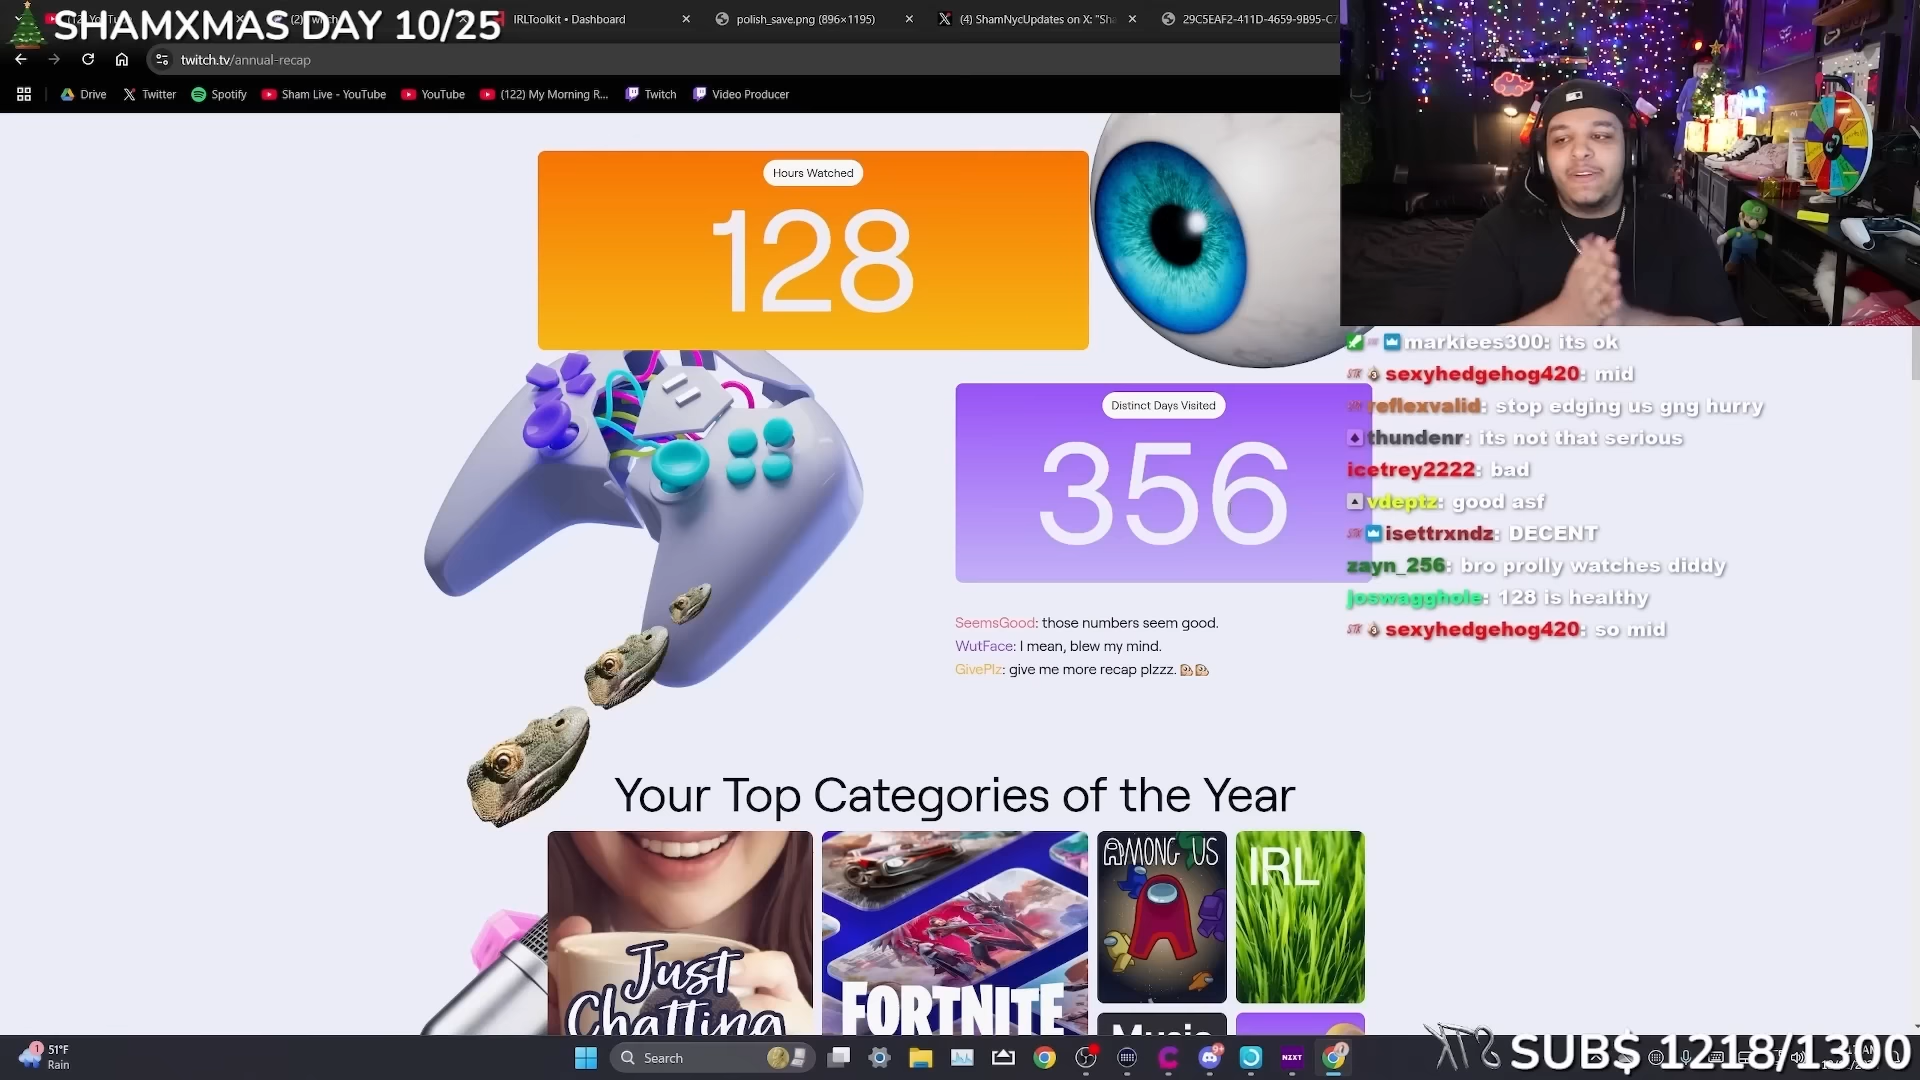 SHAMXMAS DAY 10/25
IRLToolkit • Dashboard
polish_save.png (896×1195)
(4) ShamNycUpdates on X: "Sha
29C5EAF2-411D-4659-9B95-C7
twitch.tv/annual-recap
Drive
Twitter
Spotify
Sham Live - YouTube
YouTube
(122) My Morning R...
Twitch
Video Producer
Hours Watched
128
Distinct Days Visited
356
SeemsGood: those numbers seem good.
WutFace: I mean, blew my mind.
GivePlz: give me more recap plzzz.
markiees300: its ok
sexyhedgehog420: mid
reflexvalid: stop edging us gng hurry
thundenr: its not that serious
icetrey2222: bad
vdeptz: good asf
isettrxndz: DECENT
zayn_256: bro prolly watches diddy
joswagghole: 128 is healthy
sexyhedgehog420: so mid
Your Top Categories of the Year
Just
Chatting
FORTNITE
AMONG US
IRL
Music
51°F
Rain
Search
NZXT
SUB$ 1218/1300